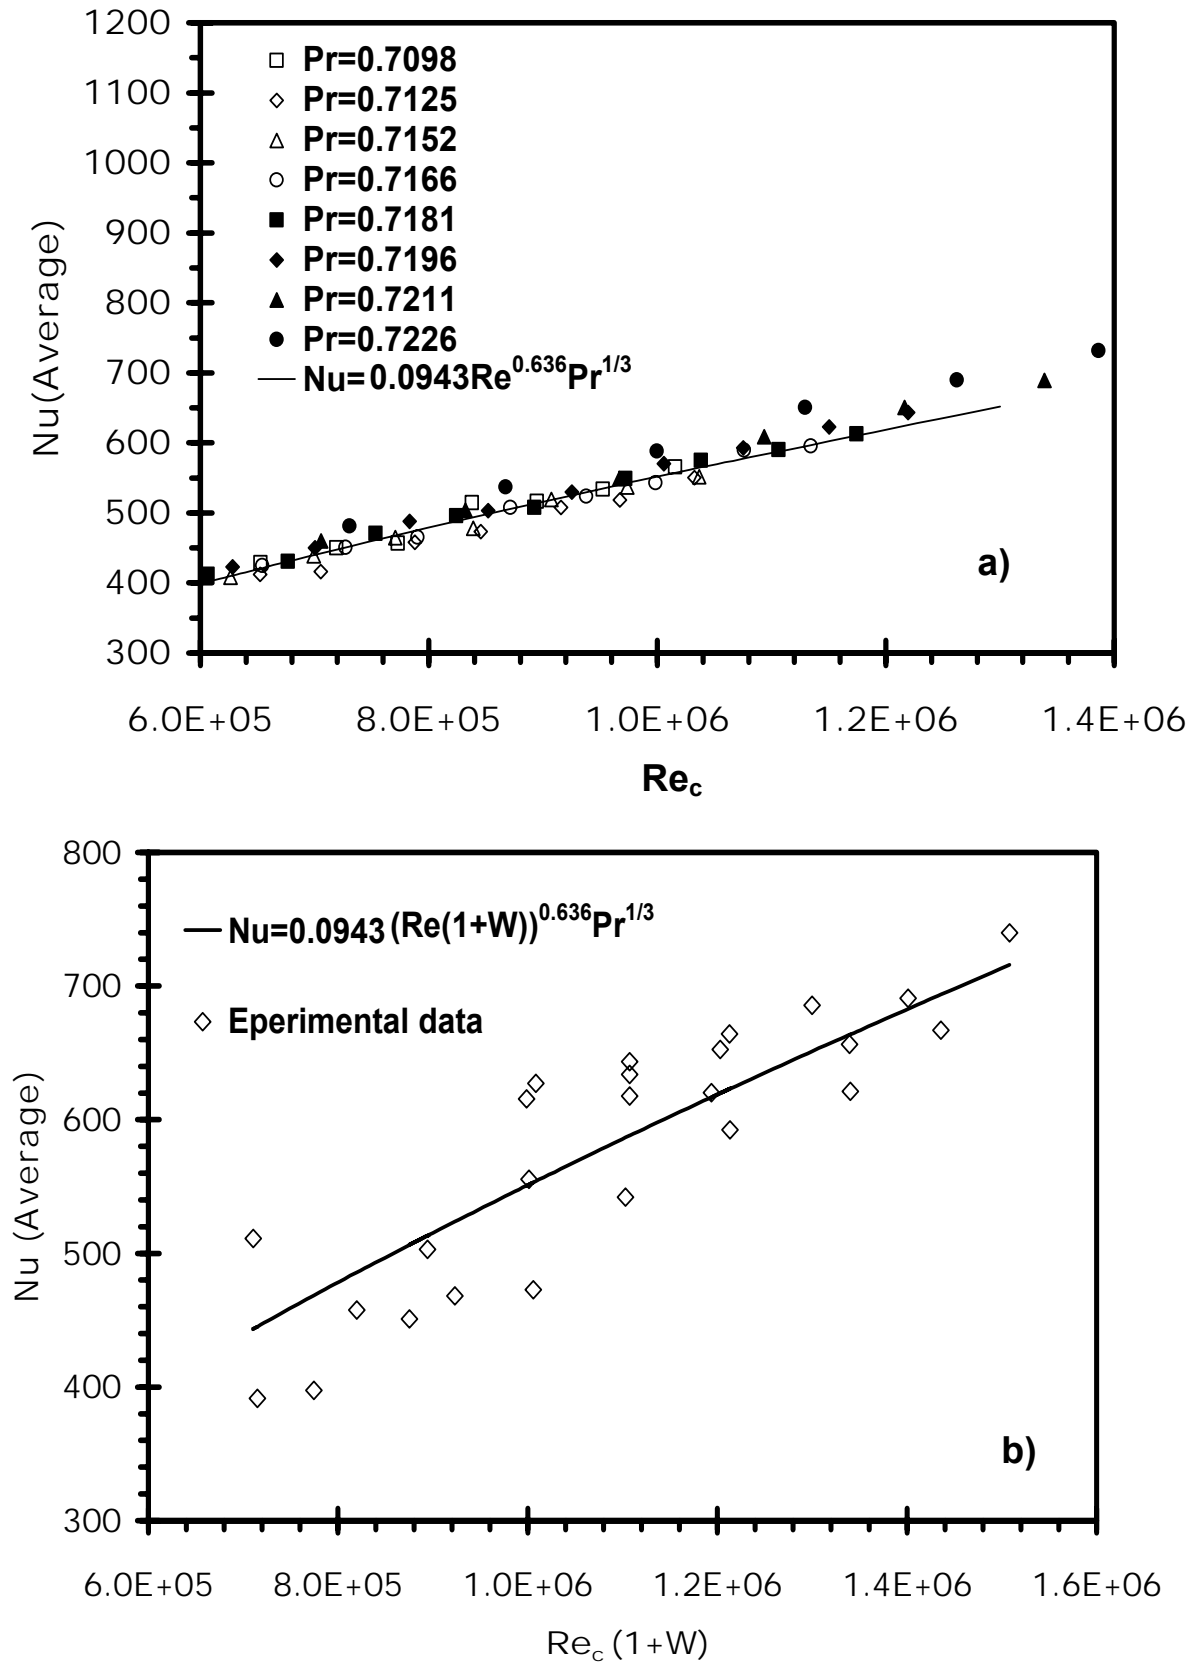 1200
1100
1000
900
800
700
600
500
400
300
Nu(Average)
Pr=0.7098
Pr=0.7125
Pr=0.7152
Pr=0.7166
Pr=0.7181
Pr=0.7196
Pr=0.7211
Pr=0.7226
Nu=0.0943Re^0.636Pr^1/3
a)
6.0E+05 8.0E+05 1.0E+06 1.2E+06 1.4E+06
Re_c
800
700
600
500
400
300
Nu (Average)
Nu=0.0943(Re(1+W))^0.636Pr^1/3
Eperimental data
b)
6.0E+05 8.0E+05 1.0E+06 1.2E+06 1.4E+06 1.6E+06
Re_c (1+W)